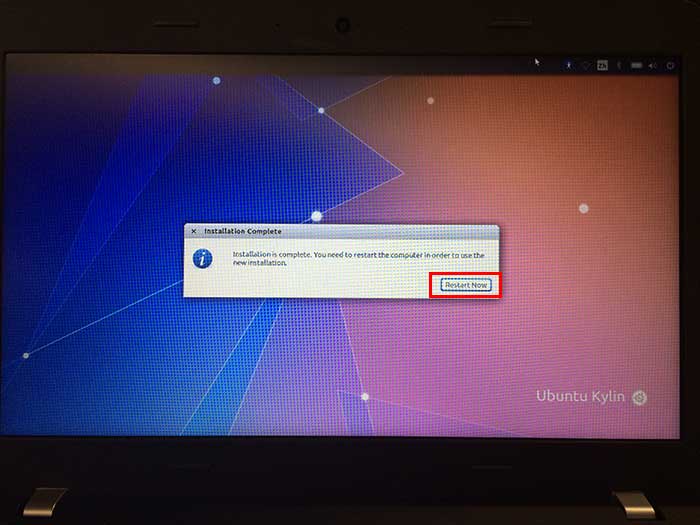 Zh
Installation Complete
Installation is complete. You need to restart the computer in order to use the
new installation.
Restart Now
Ubuntu Kylin